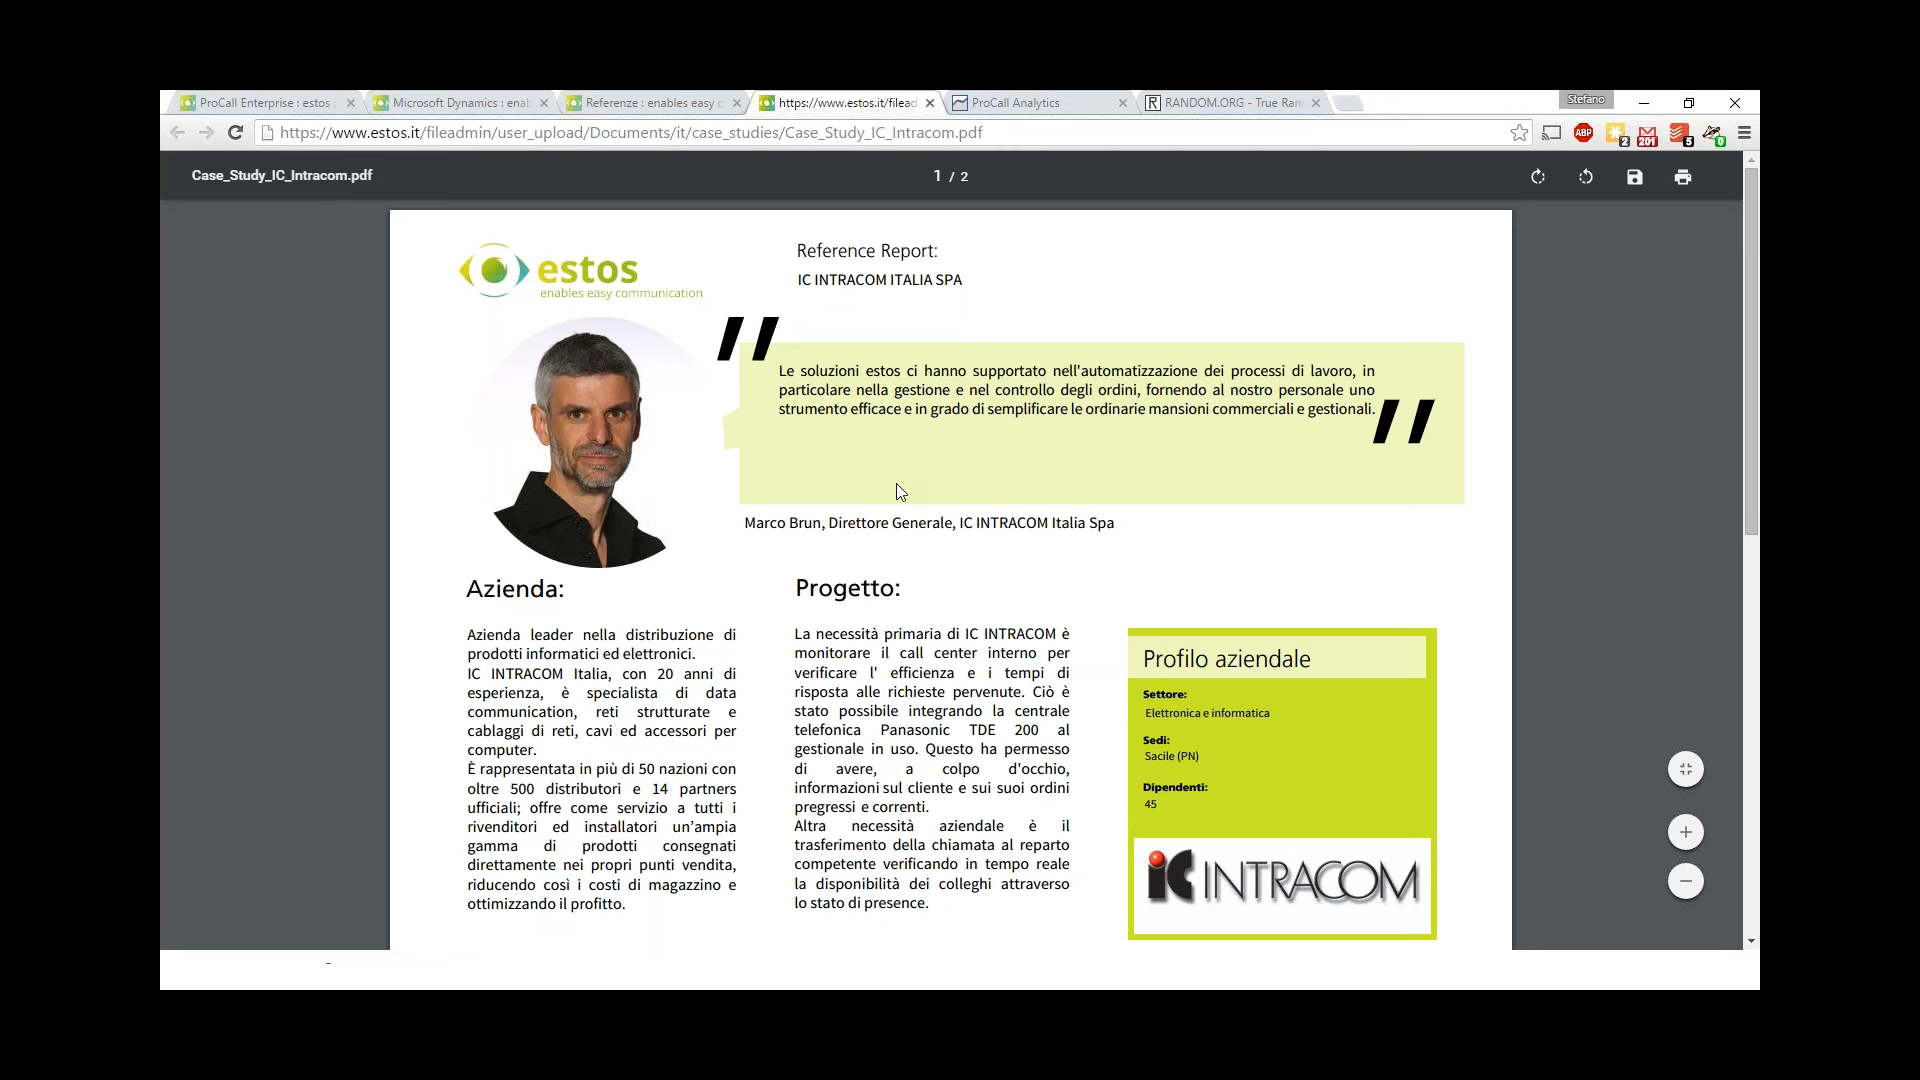 ProCall Enterprise : estos
Microsoft Dynamics : enab
Referenze : enables easy c
https://www.estos.it/filead
ProCall Analytics
RANDOM.ORG - True Ran
Stefano
https://www.estos.it/fileadmin/user_upload/Documents/it/case_studies/Case_Study_IC_Intracom.pdf
ABP
2
201
5
0
Case_Study_IC_Intracom.pdf
1 / 2
estos
enables easy communication
Reference Report:
IC INTRACOM ITALIA SPA
"
Le soluzioni estos ci hanno supportato nell'automatizzazione dei processi di lavoro, in
particolare nella gestione e nel controllo degli ordini, fornendo al nostro personale uno
strumento efficace e in grado di semplificare le ordinarie mansioni commerciali e gestionali.
"
Marco Brun, Direttore Generale, IC INTRACOM Italia Spa
Azienda:
Azienda leader nella distribuzione di
prodotti informatici ed elettronici.
IC INTRACOM Italia, con 20 anni di
esperienza, è specialista di data
communication, reti strutturate e
cablaggi di reti, cavi ed accessori per
computer.
È rappresentata in più di 50 nazioni con
oltre 500 distributori e 14 partners
ufficiali; offre come servizio a tutti i
rivenditori ed installatori un'ampia
gamma di prodotti consegnati
direttamente nei propri punti vendita,
riducendo così i costi di magazzino e
ottimizzando il profitto.
Progetto:
La necessità primaria di IC INTRACOM è
monitorare il call center interno per
verificare l' efficienza e i tempi di
risposta alle richieste pervenute. Ciò è
stato possibile integrando la centrale
telefonica Panasonic TDE 200 al
gestionale in uso. Questo ha permesso
di avere, a colpo d'occhio,
informazioni sul cliente e sui suoi ordini
pregressi e correnti.
Altra necessità aziendale è il
trasferimento della chiamata al reparto
competente verificando in tempo reale
la disponibilità dei colleghi attraverso
lo stato di presence.
Profilo aziendale
Settore:
Elettronica e informatica
Sedi:
Sacile (PN)
Dipendenti:
45
iC INTRACOM